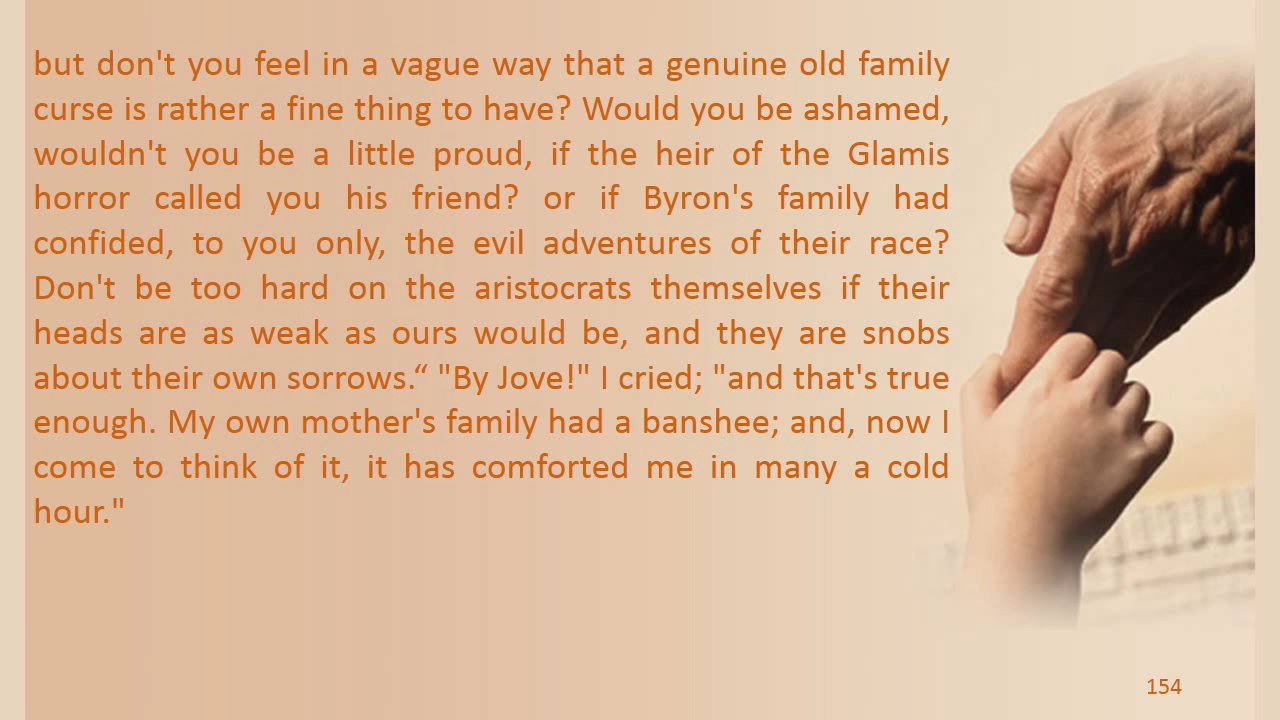 but don't you feel in a vague way that a genuine old family
curse is rather a fine thing to have? Would you be ashamed,
wouldn't you be a little proud, if the heir of the Glamis
horror called you his friend? or if Byron's family had
confided, to you only, the evil adventures of their race?
Don't be too hard on the aristocrats themselves if their
heads are as weak as ours would be, and they are snobs
about their own sorrows.“ "By Jove!" I cried; "and that's true
enough. My own mother's family had a banshee; and, now I
come to think of it, it has comforted me in many a cold
hour."
154